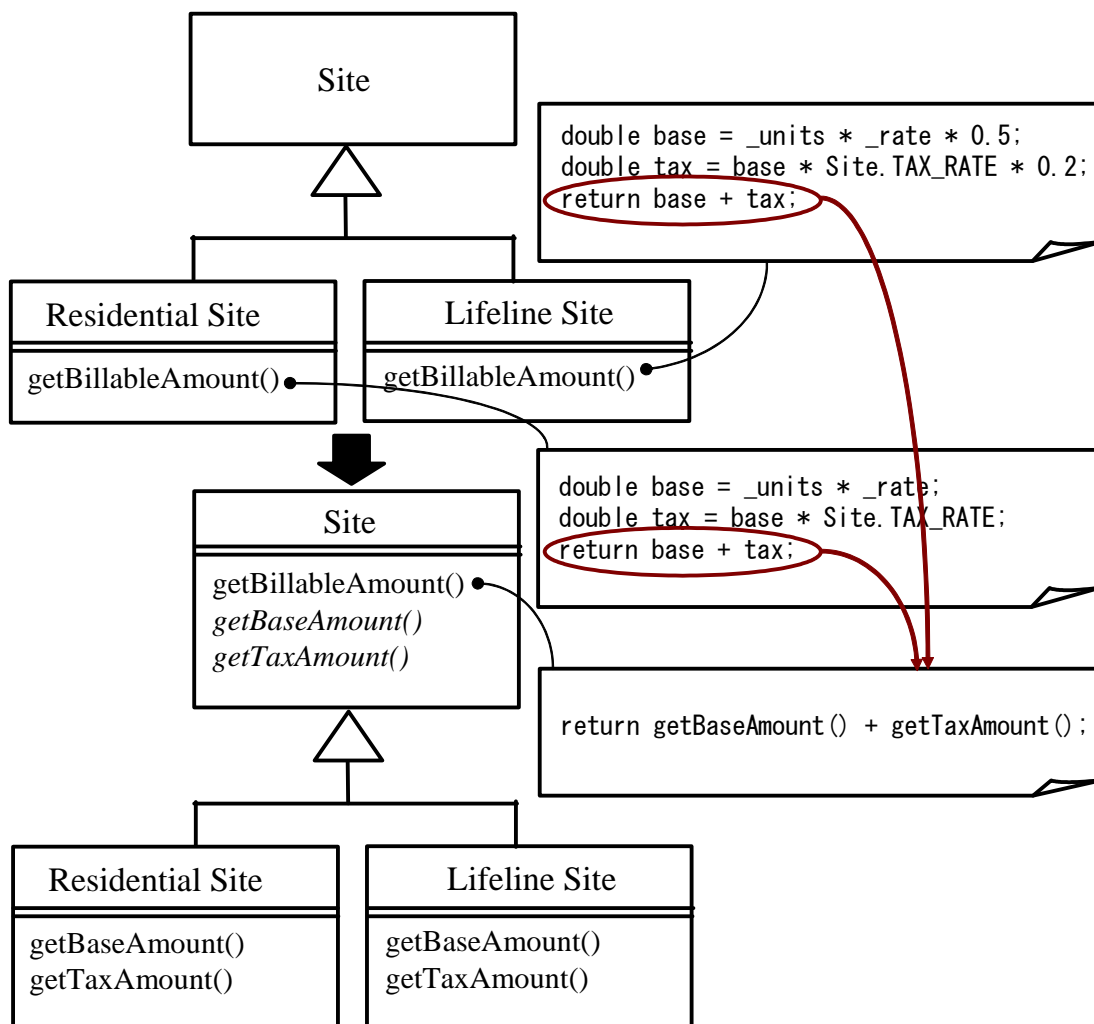 Site
double base = _units * _rate * 0.5;
double tax = base * Site.TAX_RATE * 0.2;
return base + tax;
Residential Site
getBillableAmount()
Lifeline Site
getBillableAmount()
double base = _units * _rate;
double tax = base * Site.TAX_RATE;
return base + tax;
Site
getBillableAmount()
getBaseAmount()
getTaxAmount()
return getBaseAmount() + getTaxAmount();
Residential Site
getBaseAmount()
getTaxAmount()
Lifeline Site
getBaseAmount()
getTaxAmount()